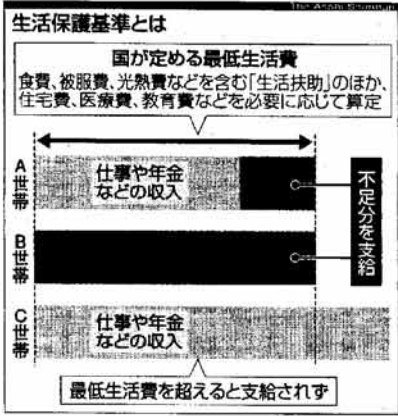 The Asahi Shimbun
生活保護基準とは
国が定める最低生活費
食費、被服費、光熱費などを含む「生活扶助」のほか、
住宅費、医療費、教育費などを必要に応じて算定
A世帯
仕事や年金
などの収入
不足分を支給
B世帯
C世帯
仕事や年金
などの収入
最低生活費を超えると支給されず